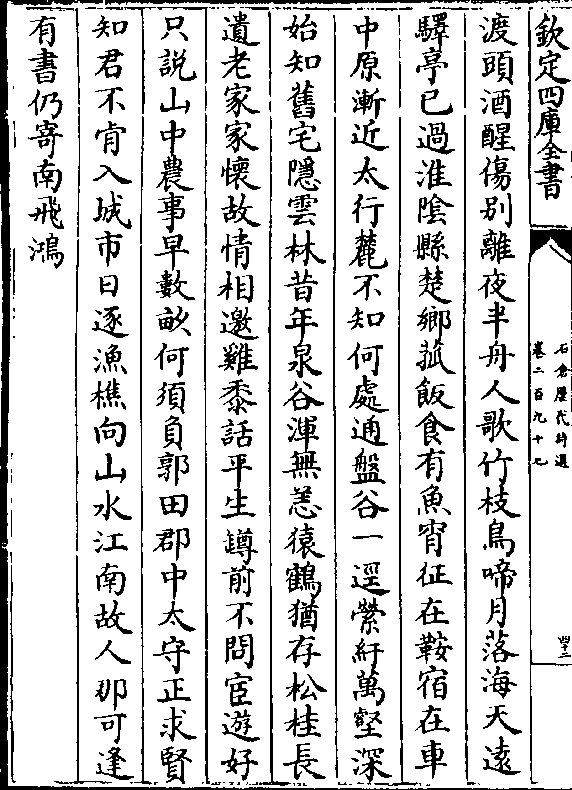 欽定四庫全書
石倉歷代詩選
卷二百九十七
四十二
渡頭酒醒傷别離夜半舟人歌竹枝烏啼月落海天遠
驛亭已過淮陰縣楚鄉菰飯食有魚宵征在鞍宿在車
中原漸近太行麓不知何處通盤谷一逕縈紆萬壑深
始知舊宅隱雲林昔年泉谷渾無恙猿鶴猶存松桂長
遺老家家懷故情相邀雞黍話平生罇前不問宦遊好
只説山中農事早數畝何須負郭田郡中太守正求賢
知君不肯入城市日逐漁樵向山水江南故人那可逢
有書仍寄南飛鴻